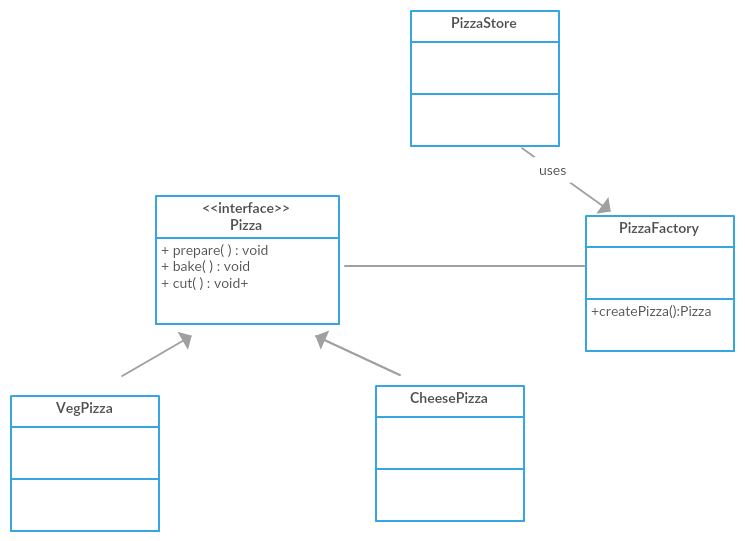 PizzaStore
uses
<<interface>>
Pizza
+ prepare( ) : void
+ bake( ) : void
+ cut( ) : void+
PizzaFactory
+createPizza():Pizza
VegPizza
CheesePizza